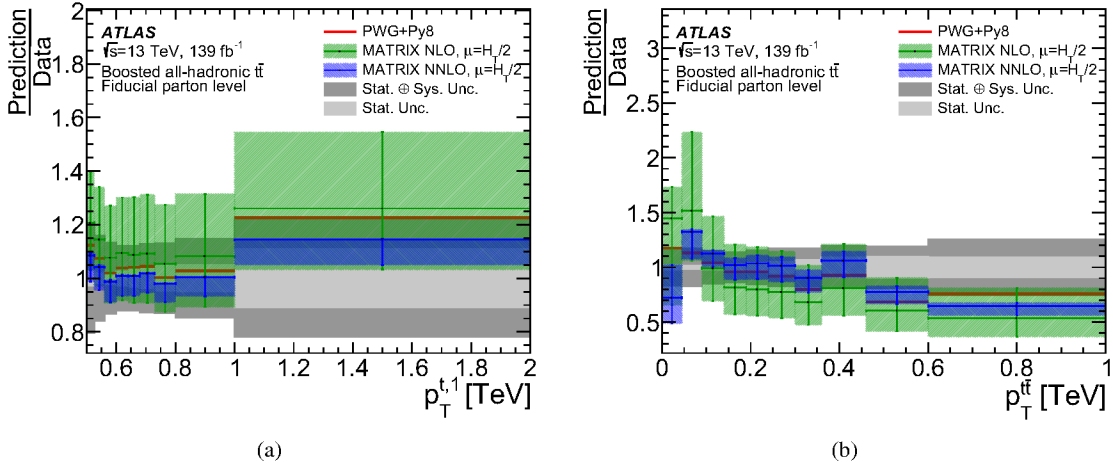 Prediction
Data
2
1.8
1.6
1.4
1.2
1
0.8
ATLAS
√s=13 TeV, 139 fb⁻¹
Boosted all-hadronic tt̄
Fiducial parton level
PWG+Py8
MATRIX NLO, μ=H_T/2
MATRIX NNLO, μ=H_T/2
Stat. ⊕ Sys. Unc.
Stat. Unc.
0.6 0.8 1 1.2 1.4 1.6 1.8 2
p_T^{t,1} [TeV]
(a)
Prediction
Data
3
2.5
2
1.5
1
0.5
ATLAS
√s=13 TeV, 139 fb⁻¹
Boosted all-hadronic tt̄
Fiducial parton level
PWG+Py8
MATRIX NLO, μ=H_T/2
MATRIX NNLO, μ=H_T/2
Stat. ⊕ Sys. Unc.
Stat. Unc.
0 0.2 0.4 0.6 0.8 1
p_T^{tt̄} [TeV]
(b)